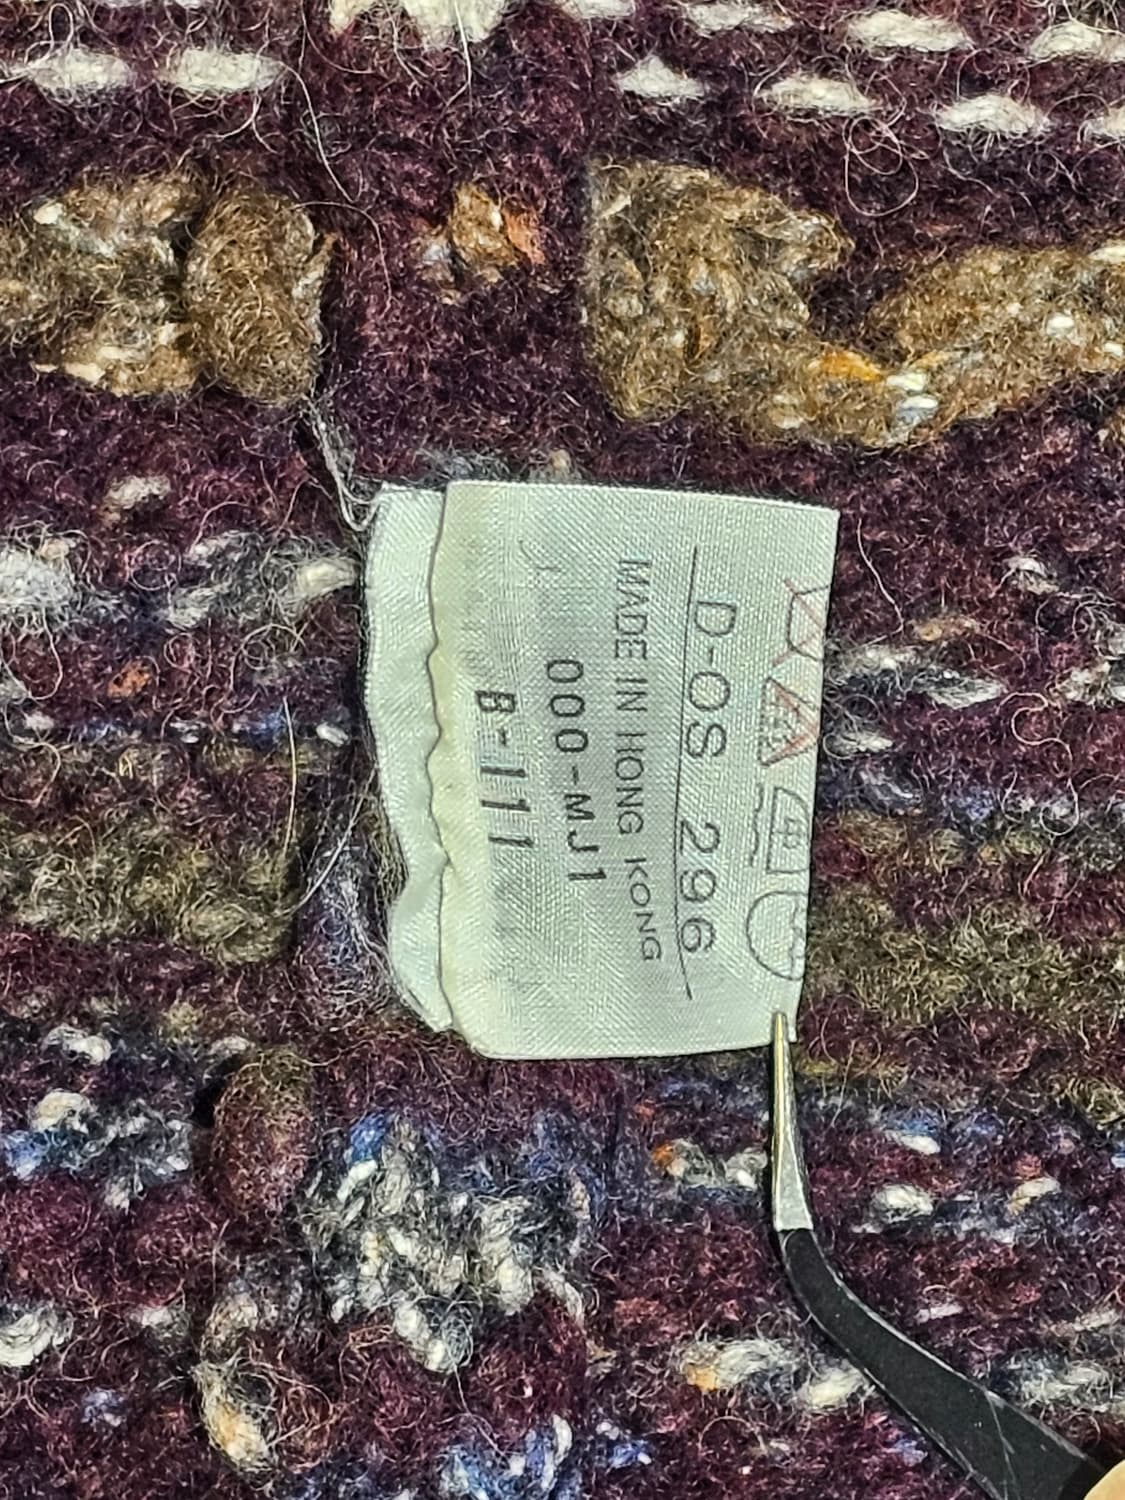 D-OS 296
MADE IN HONG KONG
000-MJ1
B-111